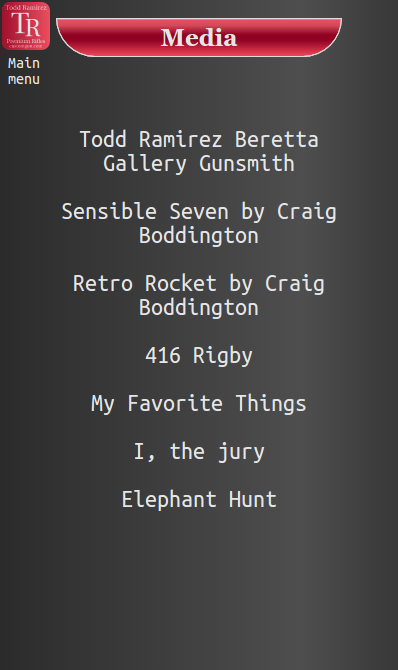 Todd Ramirez
TR
Premium Rifles
Media
Main
menu
Todd Ramirez Beretta
Gallery Gunsmith
Sensible Seven by Craig
Boddington
Retro Rocket by Craig
Boddington
416 Rigby
My Favorite Things
I, the jury
Elephant Hunt